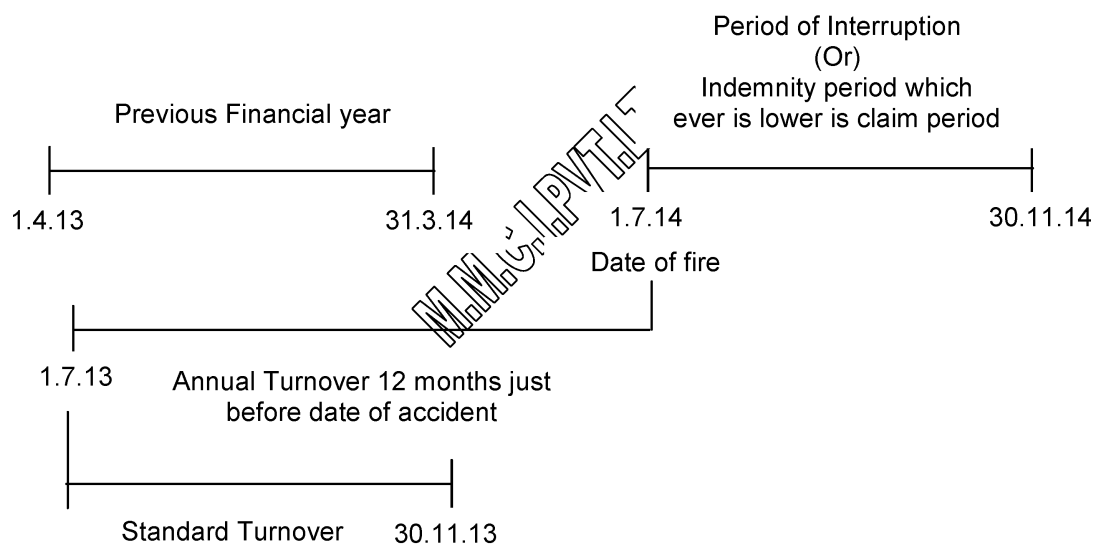 Period of Interruption
(Or)
Indemnity period which
ever is lower is claim period
Previous Financial year
1.4.13
31.3.14
1.7.14
30.11.14
Date of fire
M.M.C.I.PVT.L
1.7.13
Annual Turnover 12 months just
before date of accident
Standard Turnover
30.11.13